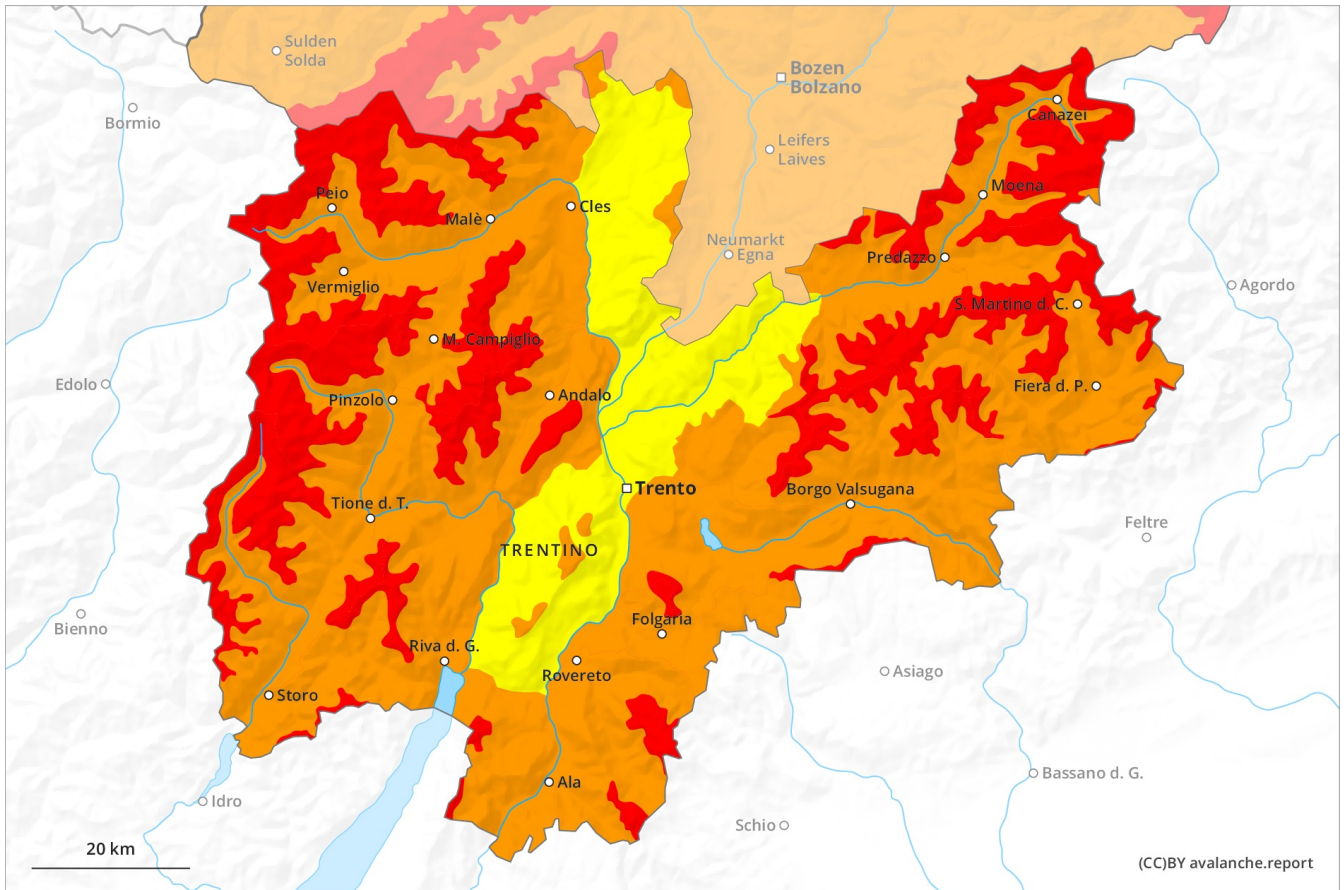 Sulden
Solda
Bozen
Bolzano
Bormio
Canazei
Leifers
Laives
Peio
Moena
Malè
Cles
Neumarkt
Egna
Predazzo
Vermiglio
Agordo
S. Martino d. C.
M. Campiglio
Edolo
Fiera d. P.
Pinzolo
Andalo
Trento
Borgo Valsugana
Tione d. T.
Feltre
TRENTINO
Bienno
Folgaria
Riva d. G.
Asiago
Rovereto
Storo
Bassano d. G.
Ala
Idro
Schio
20 km
(CC)BY avalanche.report